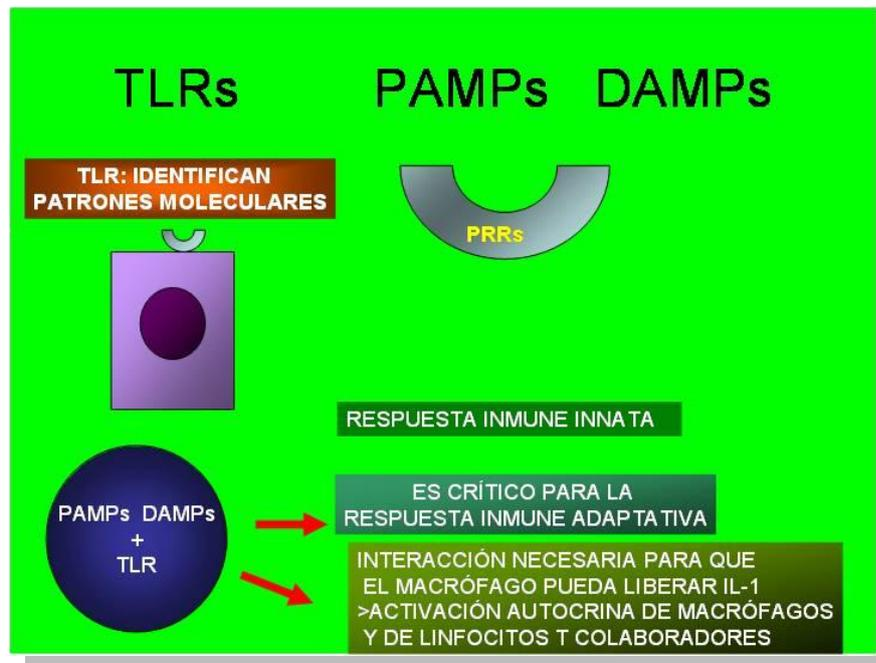 TLRs PAMPs DAMPs
TLR: IDENTIFICAN
PATRONES MOLECULARES
PRRs
RESPUESTA INMUNE INNATA
PAMPs DAMPs
+
TLR
ES CRÍTICO PARA LA
RESPUESTA INMUNE ADAPTATIVA
INTERACCIÓN NECESARIA PARA QUE
EL MACRÓFAGO PUEDA LIBERAR IL-1
>ACTIVACIÓN AUTOCRINA DE MACRÓFAGOS
Y DE LINFOCITOS T COLABORADORES